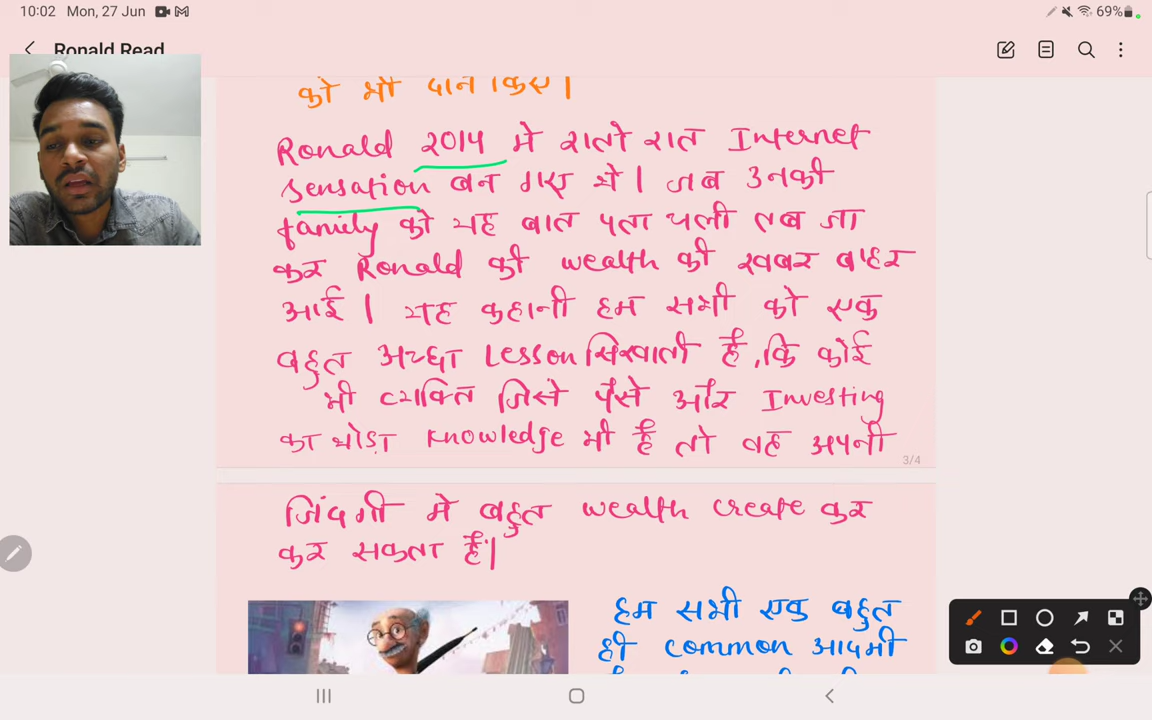 10:02 Mon, 27 Jun
69%
Ronald Read
को भी दान किए।
Ronald 2014 मे रातो रात Internet
Sensation बन गए थे। जब उनकी
family को यह बात पता चली तब जा
कर Ronald की wealth की खबर बाहर
आई। यह कहानी हम सभी को एक
बहुत अच्छा Lesson सिखाती है, कि कोई
भी व्यक्ति जिसे पैसे और Investing
का थोड़ा Knowledge भी है तो वह अपनी
3/4
जिंदगी मे बहुत wealth create कर
कर सकता है।
हम सभी एक बहुत
ही common आदमी